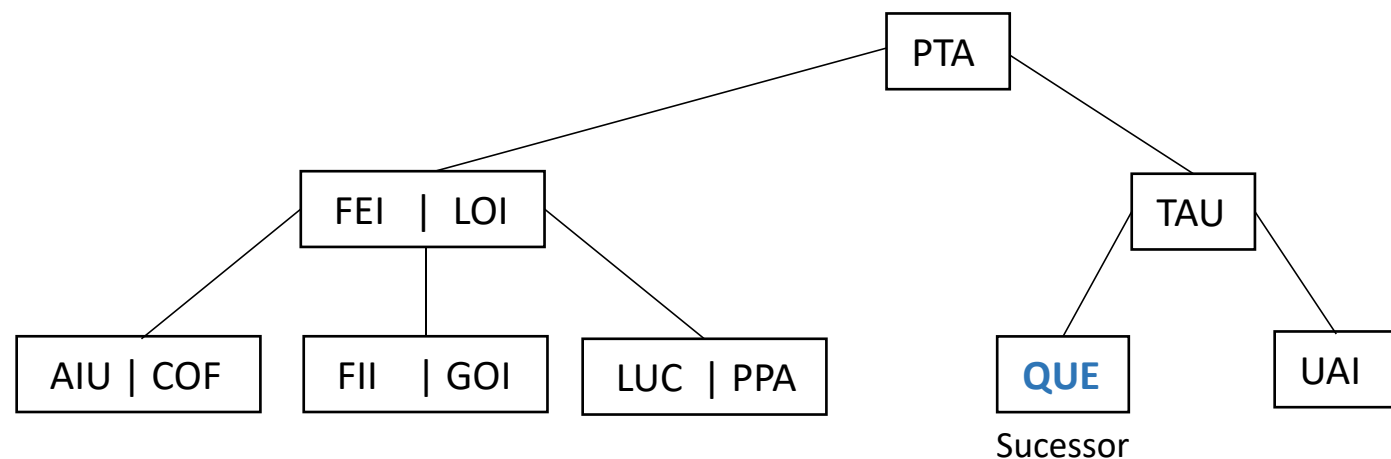 PTA
FEI | LOI
TAU
AIU | COF
FII | GOI
LUC | PPA
QUE
UAI
Sucessor